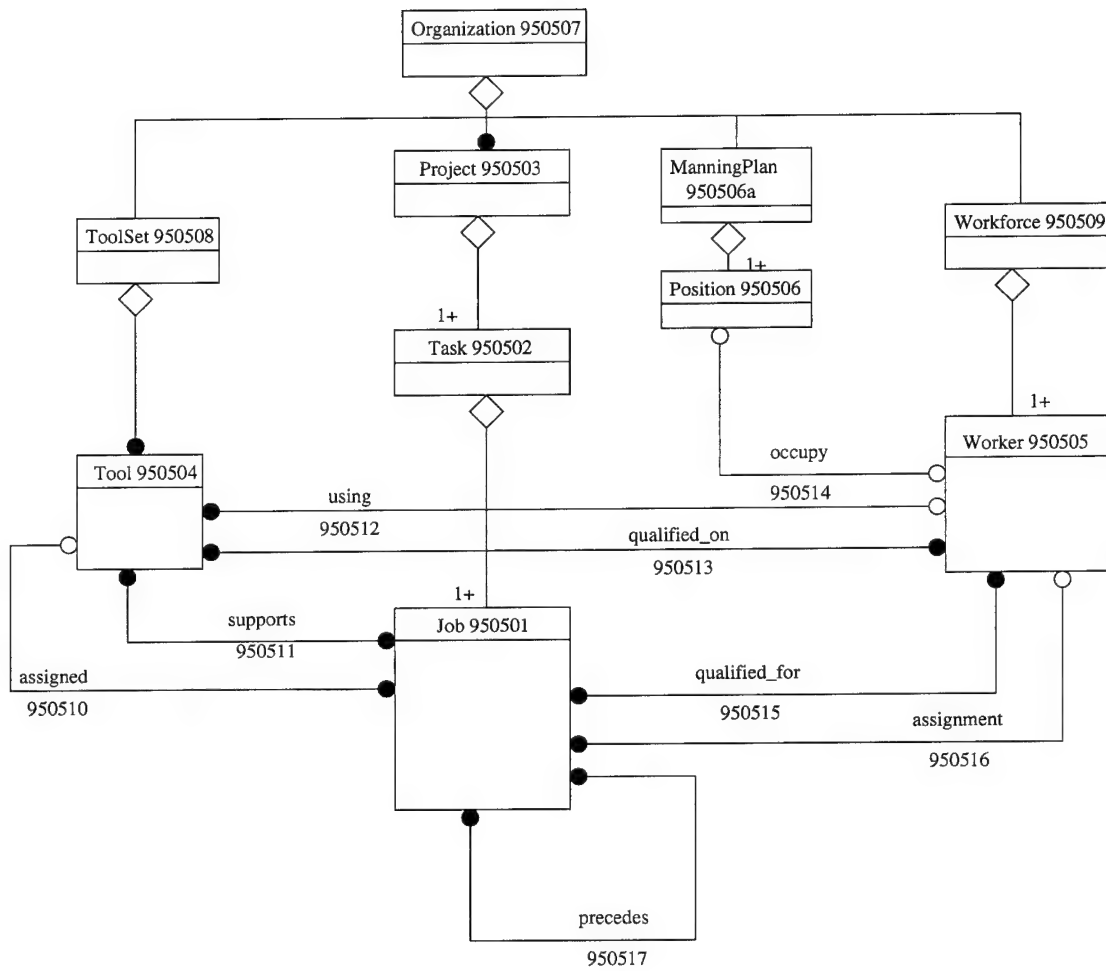 Organization 950507
Project 950503
ManningPlan
950506a
ToolSet 950508
Workforce 950509
1+
Position 950506
1+
Task 950502
1+
Tool 950504
Worker 950505
occupy
950514
using
950512
qualified_on
950513
1+
Job 950501
supports
950511
assigned
950510
qualified_for
950515
assignment
950516
precedes
950517